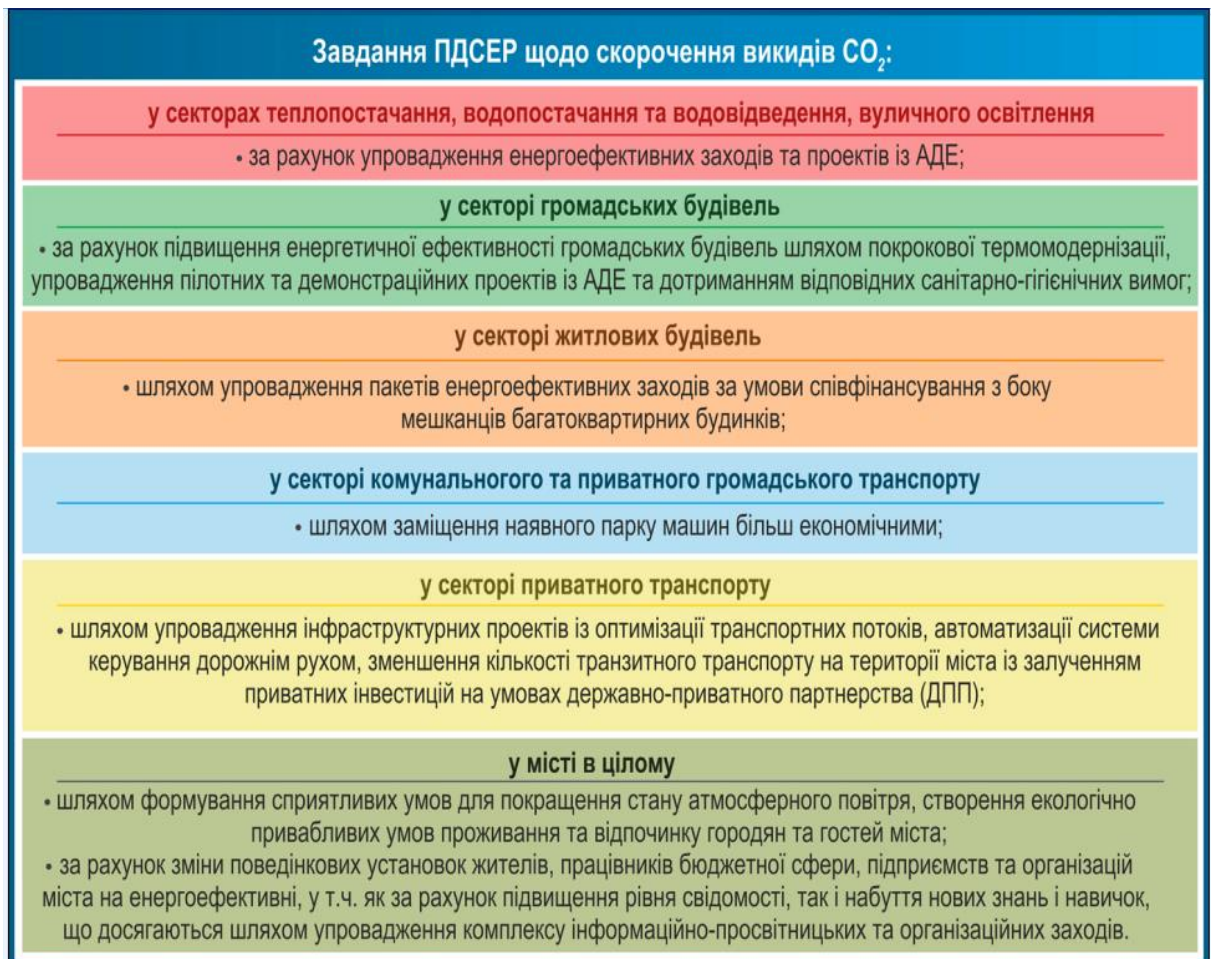 Завдання ПДСЕР щодо скорочення викидів CO₂:
у секторах теплопостачання, водопостачання та водовідведення, вуличного освітлення
• за рахунок упровадження енергоефективних заходів та проектів із АДЕ;
у секторі громадських будівель
• за рахунок підвищення енергетичної ефективності громадських будівель шляхом покрокової термомодернізації,
упровадження пілотних та демонстраційних проектів із АДЕ та дотриманням відповідних санітарно-гігієнічних вимог;
у секторі житлових будівель
• шляхом упровадження пакетів енергоефективних заходів за умови співфінансування з боку
мешканців багатоквартирних будинків;
у секторі комунального та приватного громадського транспорту
• шляхом заміщення наявного парку машин більш економічними;
у секторі приватного транспорту
• шляхом упровадження інфраструктурних проектів із оптимізації транспортних потоків, автоматизації системи
керування дорожнім рухом, зменшення кількості транзитного транспорту на території міста із залученням
приватних інвестицій на умовах державно-приватного партнерства (ДПП);
у місті в цілому
• шляхом формування сприятливих умов для покращення стану атмосферного повітря, створення екологічно
привабливих умов проживання та відпочинку городян та гостей міста;
• за рахунок зміни поведінкових установок жителів, працівників бюджетної сфери, підприємств та організацій
міста на енергоефективні, у т.ч. як за рахунок підвищення рівня свідомості, так і набуття нових знань і навичок,
що досягаються шляхом упровадження комплексу інформаційно-просвітницьких та організаційних заходів.